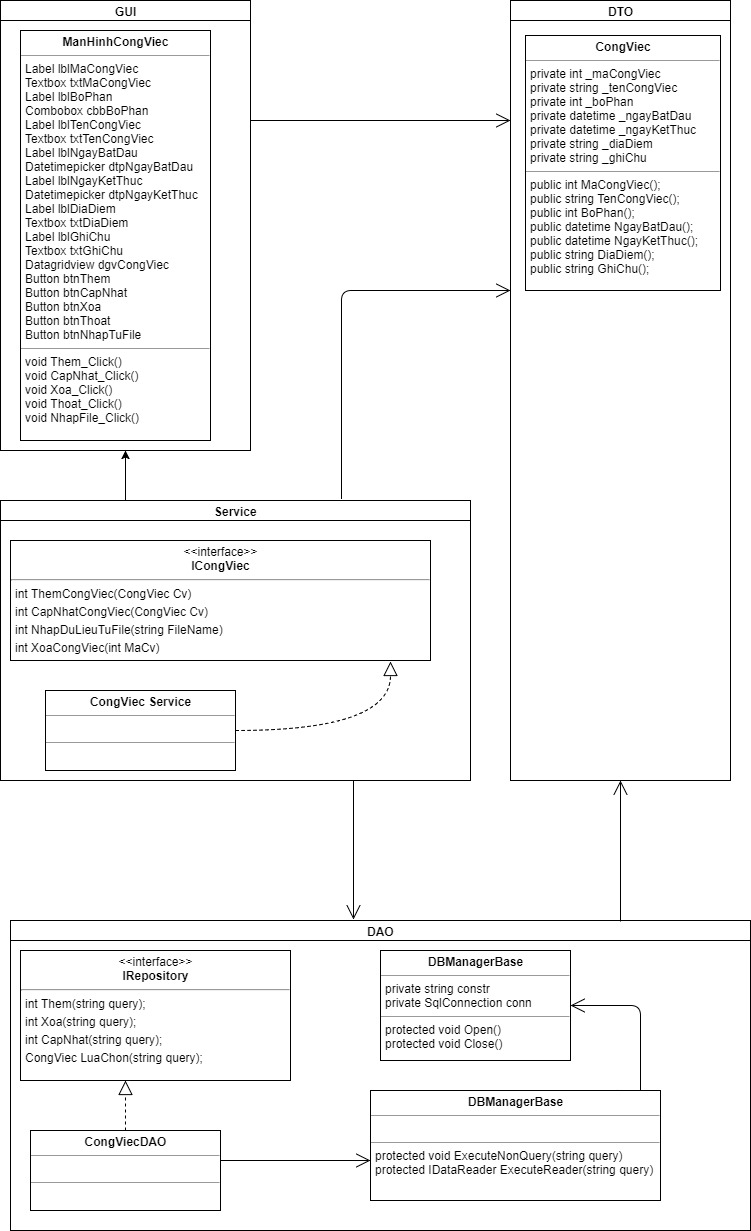 GUI
ManHinhCongViec
Label lblMaCongViec
Textbox txtMaCongViec
Label lblBoPhan
Combobox cbbBoPhan
Label lblTenCongViec
Textbox txtTenCongViec
Label lblNgayBatDau
Datetimepicker dtpNgayBatDau
Label lblNgayKetThuc
Datetimepicker dtpNgayKetThuc
Label lblDiaDiem
Textbox txtDiaDiem
Label lblGhiChu
Textbox txtGhiChu
Datagridview dgvCongViec
Button btnThem
Button btnCapNhat
Button btnXoa
Button btnThoat
Button btnNhapTuFile
void Them_Click()
void CapNhat_Click()
void Xoa_Click()
void Thoat_Click()
void NhapFile_Click()
DTO
CongViec
private int _maCongViec
private string _tenCongViec
private int _boPhan
private datetime _ngayBatDau
private datetime _ngayKetThuc
private string _diaDiem
private string _ghiChu
public int MaCongViec();
public string TenCongViec();
public int BoPhan();
public datetime NgayBatDau();
public datetime NgayKetThuc();
public string DiaDiem();
public string GhiChu();
Service
<<interface>>
ICongViec
int ThemCongViec(CongViec Cv)
int CapNhatCongViec(CongViec Cv)
int NhapDuLieuTuFile(string FileName)
int XoaCongViec(int MaCv)
CongViec Service
DAO
<<interface>>
IRepository
int Them(string query);
int Xoa(string query);
int CapNhat(string query);
CongViec LuaChon(string query);
CongViecDAO
DBManagerBase
private string constr
private SqlConnection conn
protected void Open()
protected void Close()
DBManagerBase
protected void ExecuteNonQuery(string query)
protected IDataReader ExecuteReader(string query)